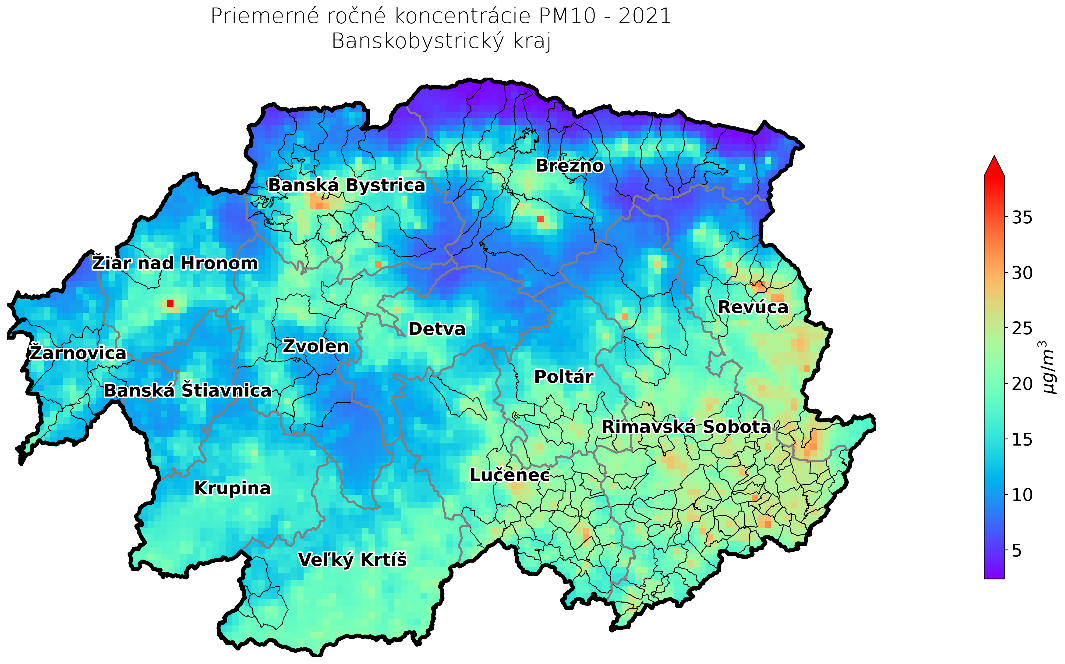 Priemerné ročné koncentrácie PM10 - 2021
Banskobystrický kraj
Brezno
Banská Bystrica
Žiar nad Hronom
Revúca
Detva
Zvolen
Žarnovica
Poltár
Banská Štiavnica
Rimavská Sobota
Lučenec
Krupina
Veľký Krtíš
35
30
25
20
15
10
5
µg/m³